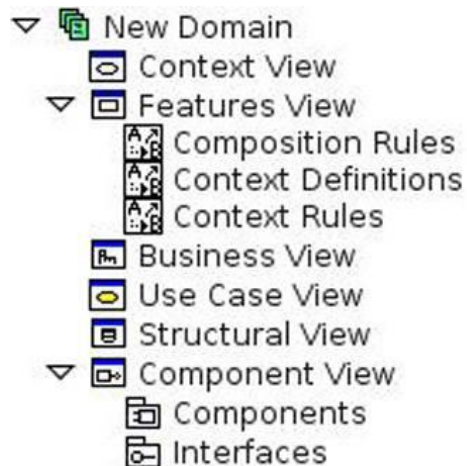 New Domain
Context View
Features View
Composition Rules
Context Definitions
Context Rules
Business View
Use Case View
Structural View
Component View
Components
Interfaces